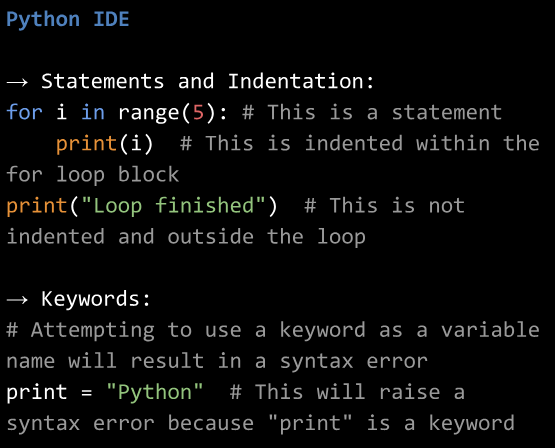 Python IDE
→ Statements and Indentation:
for i in range(5): # This is a statement
    print(i)  # This is indented within the
for loop block
print("Loop finished")  # This is not
indented and outside the loop
→ Keywords:
# Attempting to use a keyword as a variable
name will result in a syntax error
print = "Python"  # This will raise a
syntax error because "print" is a keyword